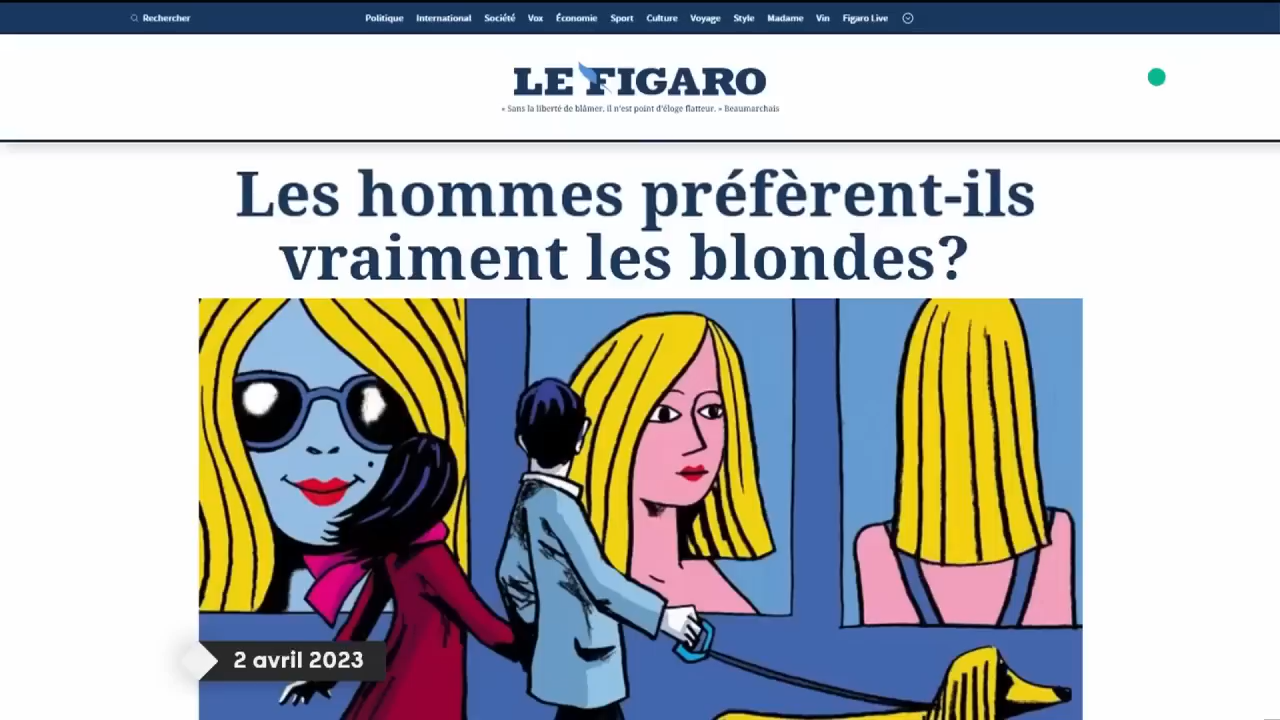 Rechercher
Politique International Société Vox Économie Sport Culture Voyage Style Madame Vin Figaro Live
LE FIGARO
« Sans la liberté de blâmer, il n'est point d'éloge flatteur. » Beaumarchais
Les hommes préfèrent-ils
vraiment les blondes?
2 avril 2023